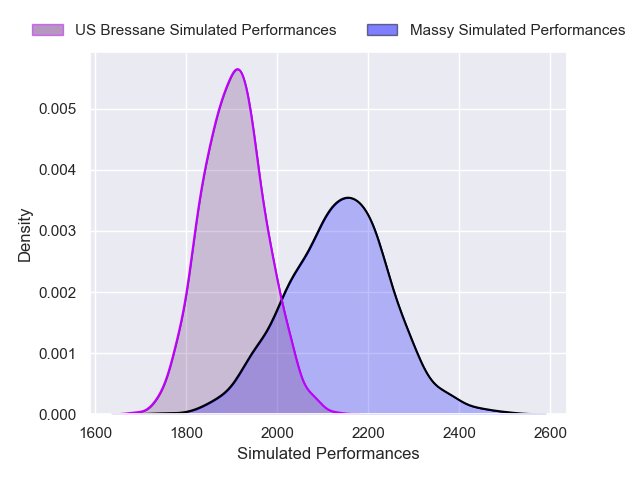 US Bressane Simulated Performances Massy Simulated Performances
0.005
0.004
0.003
0.002
0.001
0.000
Density
1600 1800 2000 2200 2400 2600
Simulated Performances